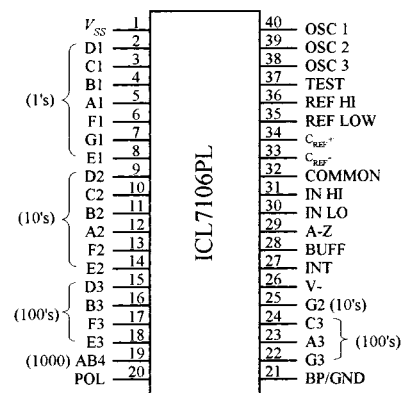 V_SS 1 40 OSC 1
D1 2 39 OSC 2
C1 3 38 OSC 3
B1 4 37 TEST
(1's) A1 5 36 REF HI
F1 6 35 REF LOW
G1 7 34 C_REF+
E1 8 33 C_REF-
D2 9 32 COMMON
C2 10 31 IN HI
(10's) B2 11 30 IN LO
A2 12 29 A-Z
F2 13 28 BUFF
E2 14 27 INT
D3 15 26 V-
(100's) B3 16 25 G2 (10's)
F3 17 24 C3
E3 18 23 A3 (100's)
(1000) AB4 19 22 G3
POL 20 21 BP/GND
ICL7106PL